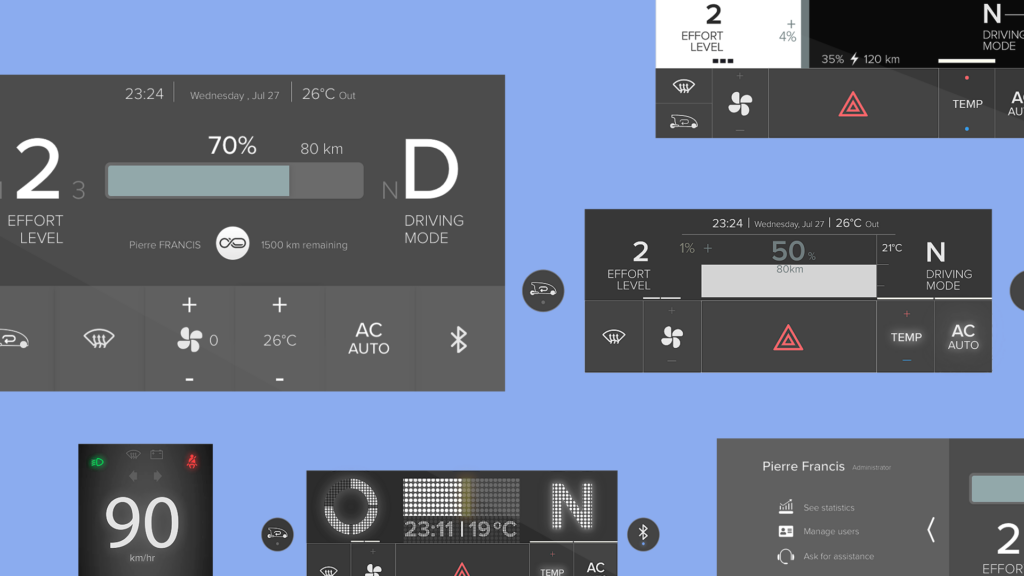 2
EFFORT
LEVEL
+
4%
35%
120 km
N
DRIVING
MODE
+
-
TEMP
AC
AU
23:24
Wednesday , Jul 27
26°C Out
2
3
EFFORT
LEVEL
70%
80 km
N
D
DRIVING
MODE
Pierre FRANCIS
1500 km remaining
+
0
-
+
26°C
-
AC
AUTO
23:24
Wednesday, Jul 27
26°C Out
2
EFFORT
LEVEL
1%
+
50 %
80km
21°C
N
DRIVING
MODE
+
-
+
TEMP
-
AC
AUTO
90
km/hr
O
23:11
19°C
N
+
+
TEMP
AC
Pierre Francis Administrator
See statistics
Manage users
Ask for assistance
2
EFFOR